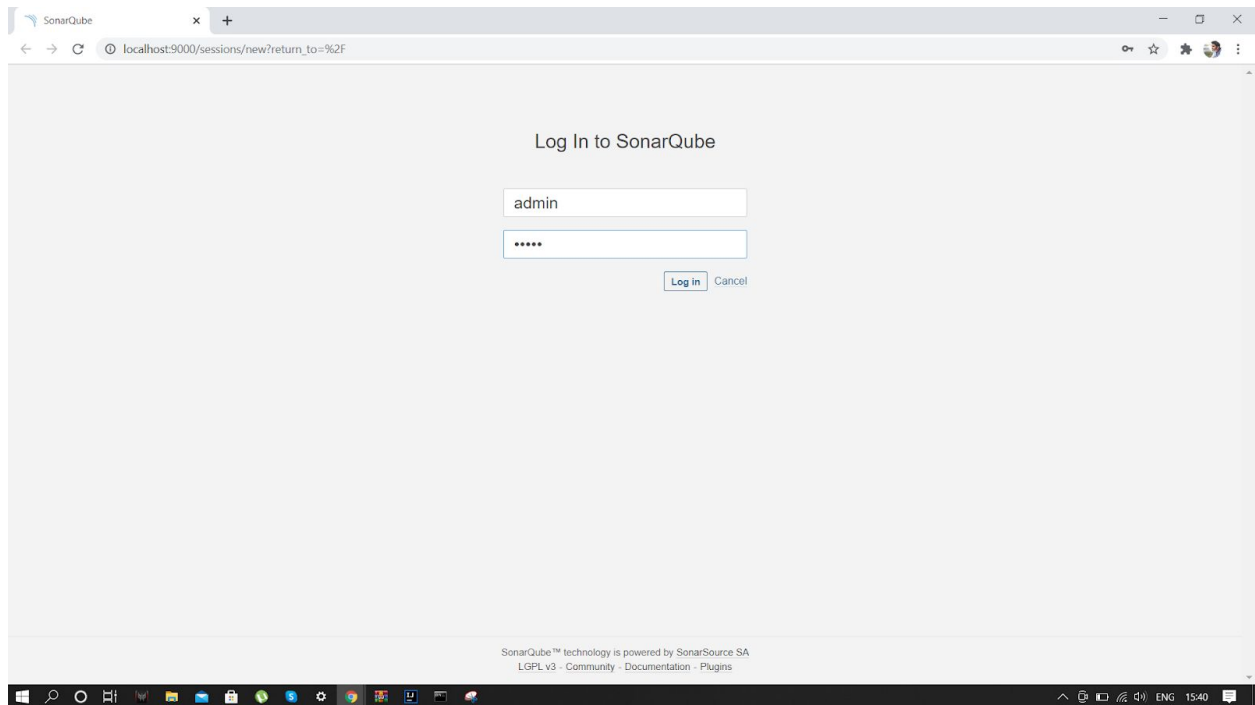 SonarQube
localhost:9000/sessions/new?return_to=%2F
Log In to SonarQube
admin
•••••
Log in Cancel
SonarQube™ technology is powered by SonarSource SA
LGPL v3 - Community - Documentation - Plugins
ENG 15:40